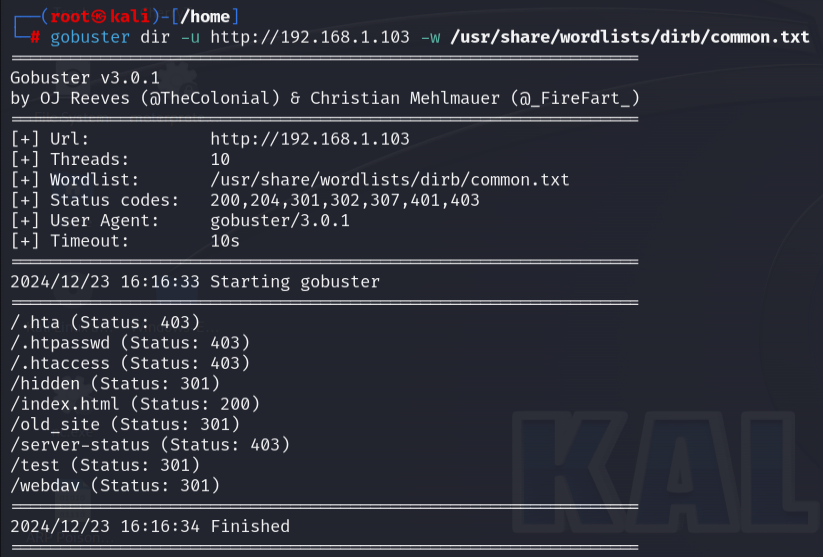 ┌──(root㉿kali)-[/home]
└─# gobuster dir -u http://192.168.1.103 -w /usr/share/wordlists/dirb/common.txt
===============================================================
Gobuster v3.0.1
by OJ Reeves (@TheColonial) & Christian Mehlmauer (@_FireFart_)
===============================================================
[+] Url:            http://192.168.1.103
[+] Threads:        10
[+] Wordlist:       /usr/share/wordlists/dirb/common.txt
[+] Status codes:   200,204,301,302,307,401,403
[+] User Agent:     gobuster/3.0.1
[+] Timeout:        10s
===============================================================
2024/12/23 16:16:33 Starting gobuster
===============================================================
/.hta (Status: 403)
/.htpasswd (Status: 403)
/.htaccess (Status: 403)
/hidden (Status: 301)
/index.html (Status: 200)
/old_site (Status: 301)
/server-status (Status: 403)
/test (Status: 301)
/webdav (Status: 301)
===============================================================
2024/12/23 16:16:34 Finished
===============================================================
KAL